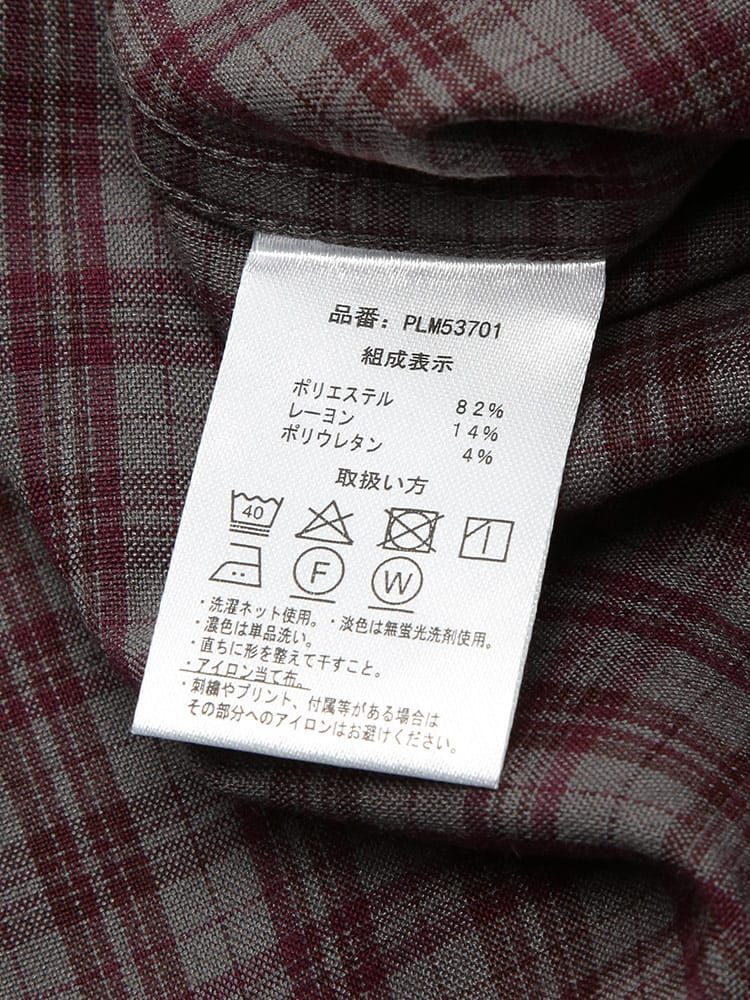 品番: PLM53701
組成表示
ポリエステル 82%
レーヨン 14%
ポリウレタン 4%
取扱い方
40
F W
・洗濯ネット使用。・淡色は無蛍光洗剤使用。
・濃色は単品洗い。
・直ちに形を整えて干すこと。
・アイロン当て布。
・刺繍やプリント、付属等がある場合は
その部分へのアイロンはお避けください。